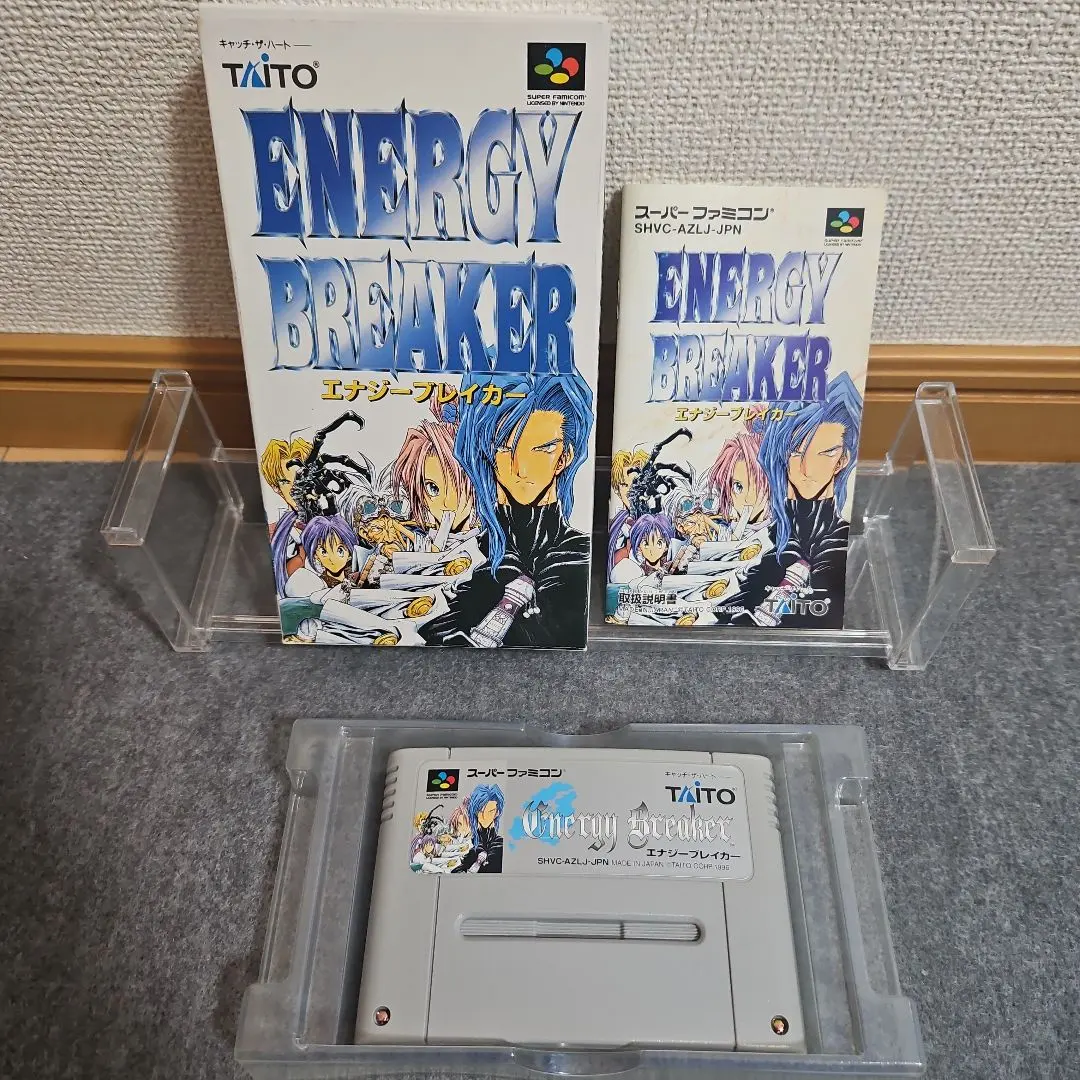 キャッチ・ザ・ハート
TAITO®
SUPER FAMICOM®
LICENSED BY NINTENDO
ENERGY
BREAKER
エナジーブレイカー
スーパーファミコン®
SHVC-AZLJ-JPN
ENERGY
BREAKER
エナジーブレイカー
取扱説明書
TAITO
スーパーファミコン®
キャッチ・ザ・ハート
TAITO
Energy Breaker
エナジーブレイカー
SHVC-AZLJ-JPN MADE IN JAPAN ©TAITO CORP. 1996